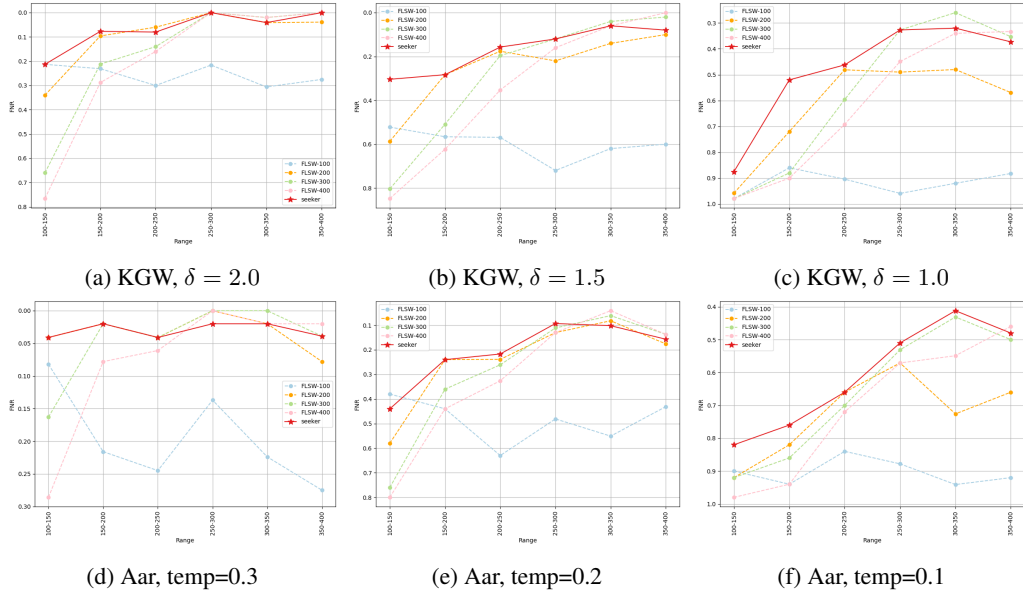 0.0
0.1
0.2
0.3
0.4
0.5
0.6
0.7
0.8
FNR
100-150
150-200
200-250
250-300
300-350
350-400
Range
FLSW-100
FLSW-200
FLSW-300
FLSW-400
seeker
(a) KGW, δ = 2.0
0.0
0.2
0.4
0.6
0.8
FNR
100-150
150-200
200-250
250-300
300-350
350-400
Range
FLSW-100
FLSW-200
FLSW-300
FLSW-400
seeker
(b) KGW, δ = 1.5
0.3
0.4
0.5
0.6
0.7
0.8
0.9
1.0
FNR
100-150
150-200
200-250
250-300
300-350
350-400
Range
FLSW-100
FLSW-200
FLSW-300
FLSW-400
seeker
(c) KGW, δ = 1.0
0.00
0.05
0.10
0.15
0.20
0.25
0.30
FNR
100-150
150-200
200-250
250-300
300-350
350-400
Range
FLSW-100
FLSW-200
FLSW-300
FLSW-400
seeker
(d) Aar, temp=0.3
0.1
0.2
0.3
0.4
0.5
0.6
0.7
0.8
FNR
100-150
150-200
200-250
250-300
300-350
350-400
Range
FLSW-100
FLSW-200
FLSW-300
FLSW-400
seeker
(e) Aar, temp=0.2
0.4
0.5
0.6
0.7
0.8
0.9
1.0
FNR
100-150
150-200
200-250
250-300
300-350
350-400
Range
FLSW-100
FLSW-200
FLSW-300
FLSW-400
seeker
(f) Aar, temp=0.1